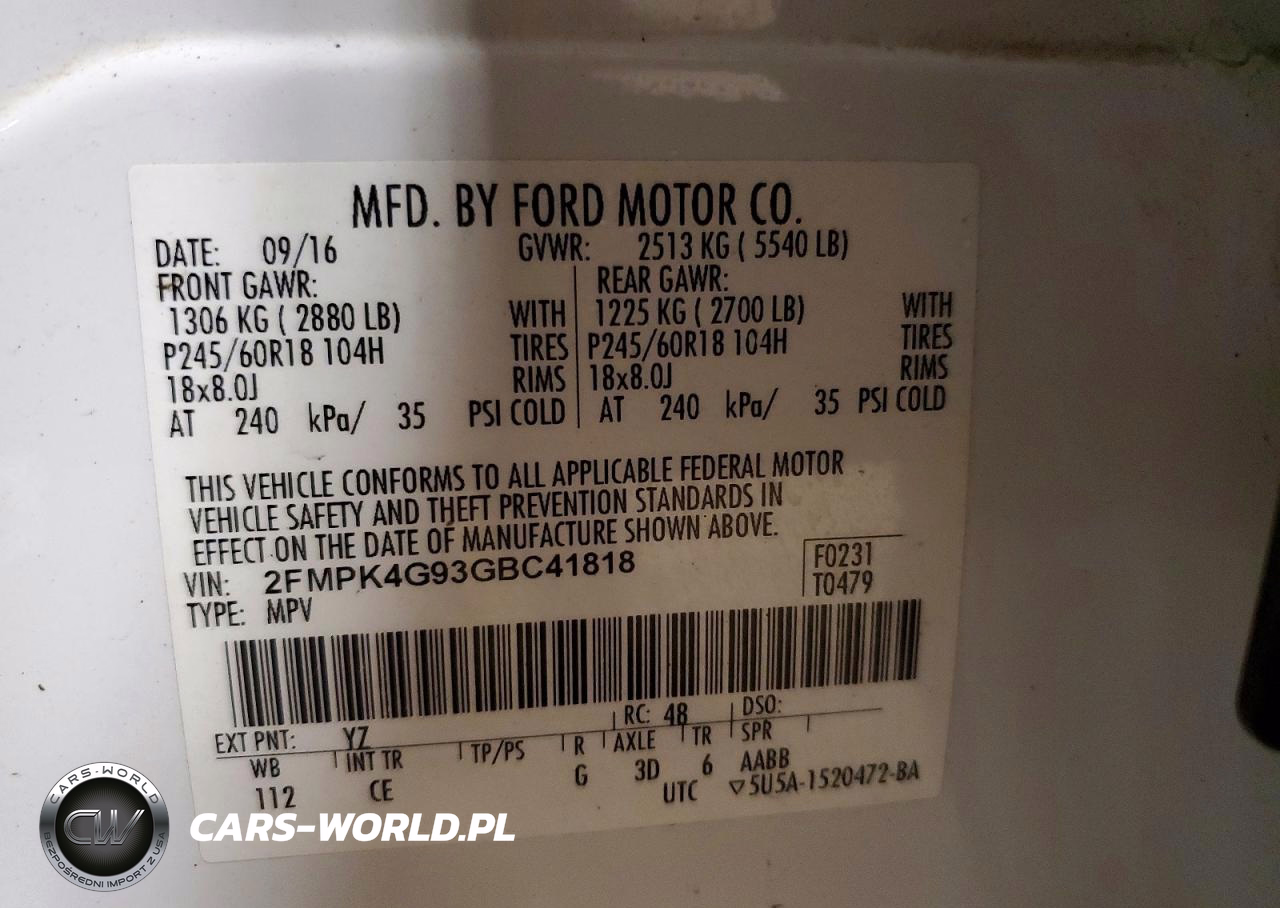 MFD. BY FORD MOTOR CO.
DATE: 09/16 GVWR: 2513 KG ( 5540 LB)
FRONT GAWR: REAR GAWR:
1306 KG ( 2880 LB) WITH 1225 KG ( 2700 LB) WITH
P245/60R18 104H TIRES P245/60R18 104H TIRES
18x8.0J RIMS 18x8.0J RIMS
AT 240 kPa/ 35 PSI COLD AT 240 kPa/ 35 PSI COLD
THIS VEHICLE CONFORMS TO ALL APPLICABLE FEDERAL MOTOR
VEHICLE SAFETY AND THEFT PREVENTION STANDARDS IN
EFFECT ON THE DATE OF MANUFACTURE SHOWN ABOVE.
VIN: 2FMPK4G93GBC41818 F0231
TYPE: MPV T0479
EXT PNT: YZ RC: 48 DSO:
WB INT TR TP/PS R AXLE TR SPR
112 CE G 3D 6 AABB
UTC ▽5U5A-1520472-BA
CARS-WORLD
CW
BEZPOŚREDNI IMPORT Z USA
CARS-WORLD.PL